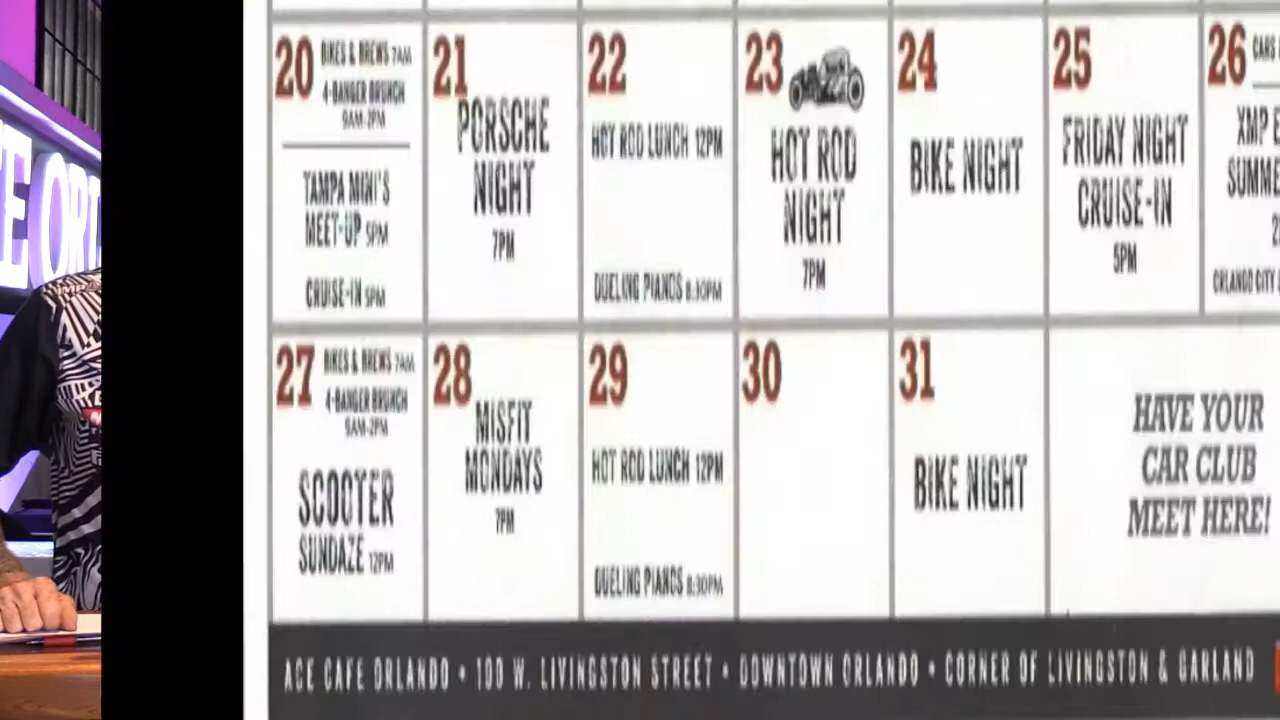 20 BIKES & BREWS 7AM
4-BANGER BRUNCH
9AM-2PM
TAMPA MINI'S
MEET-UP 5PM
CRUISE-IN 5PM
21
PORSCHE
NIGHT
7PM
22
HOT ROD LUNCH 12PM
DUELING PIANOS 8:30PM
23
HOT ROD
NIGHT
7PM
24
BIKE NIGHT
25
FRIDAY NIGHT
CRUISE-IN
5PM
26 CARS
XMP
SUMME
ORLANDO CITY
27 BIKES & BREWS 7AM
4-BANGER BRUNCH
9AM-2PM
SCOOTER
SUNDAZE 12PM
28
MISFIT
MONDAYS
7PM
29
HOT ROD LUNCH 12PM
DUELING PIANOS 8:30PM
30
31
BIKE NIGHT
HAVE YOUR
CAR CLUB
MEET HERE!
ACE CAFE ORLANDO • 100 W. LIVINGSTON STREET • DOWNTOWN ORLANDO • CORNER OF LIVINGSTON & GARLAND